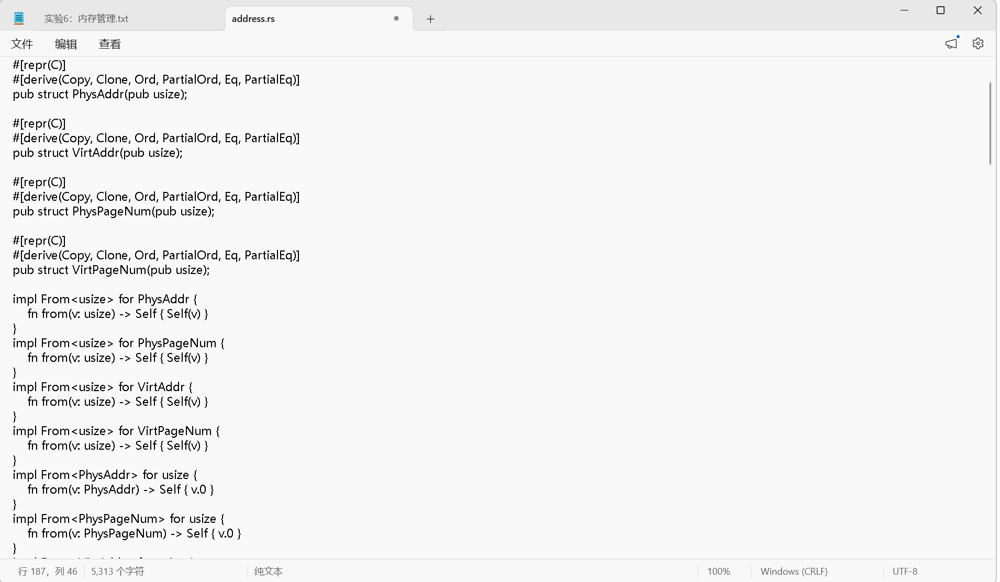 实验6：内存管理.txt
address.rs
文件 编辑 查看
#[repr(C)]
#[derive(Copy, Clone, Ord, PartialOrd, Eq, PartialEq)]
pub struct PhysAddr(pub usize);

#[repr(C)]
#[derive(Copy, Clone, Ord, PartialOrd, Eq, PartialEq)]
pub struct VirtAddr(pub usize);

#[repr(C)]
#[derive(Copy, Clone, Ord, PartialOrd, Eq, PartialEq)]
pub struct PhysPageNum(pub usize);

#[repr(C)]
#[derive(Copy, Clone, Ord, PartialOrd, Eq, PartialEq)]
pub struct VirtPageNum(pub usize);

impl From<usize> for PhysAddr {
    fn from(v: usize) -> Self { Self(v) }
}
impl From<usize> for PhysPageNum {
    fn from(v: usize) -> Self { Self(v) }
}
impl From<usize> for VirtAddr {
    fn from(v: usize) -> Self { Self(v) }
}
impl From<usize> for VirtPageNum {
    fn from(v: usize) -> Self { Self(v) }
}
impl From<PhysAddr> for usize {
    fn from(v: PhysAddr) -> Self { v.0 }
}
impl From<PhysPageNum> for usize {
    fn from(v: PhysPageNum) -> Self { v.0 }
}
行 187，列 46 5,313 个字符 纯文本 100% Windows (CRLF) UTF-8